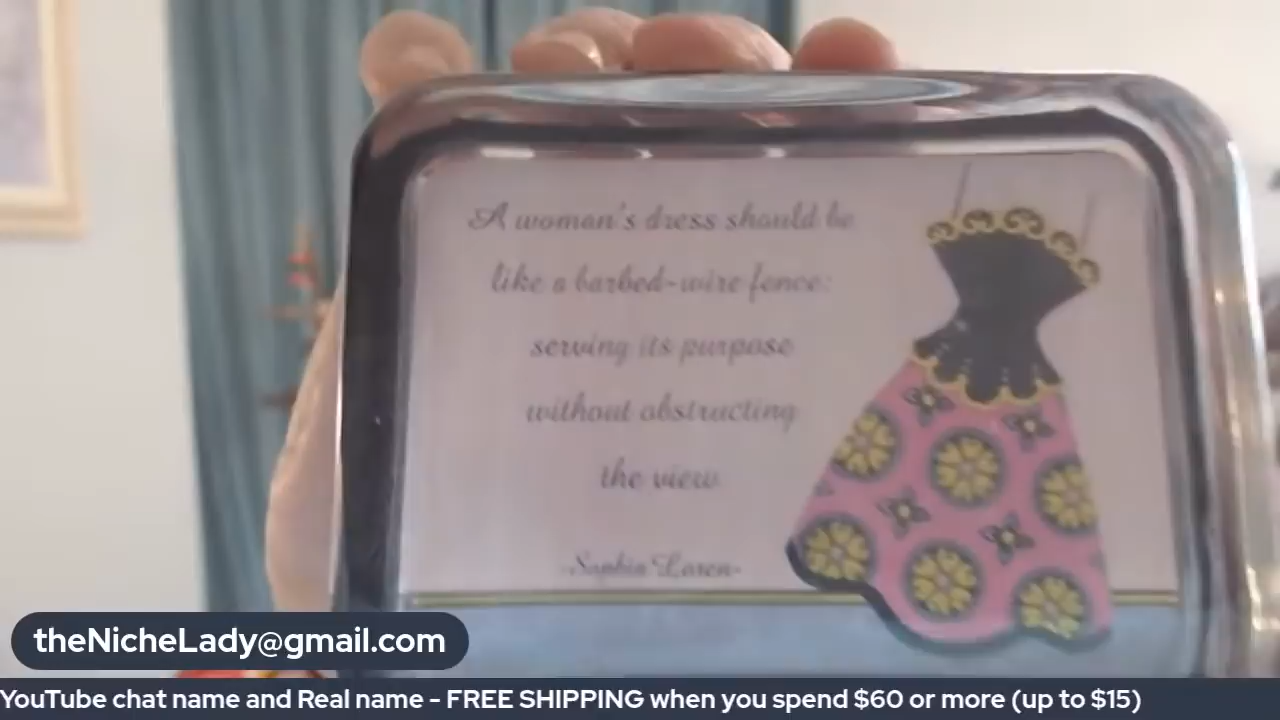 A woman's dress should be
like a barbed-wire fence:
serving its purpose
without obstructing
the view
-Sophia Loren-
theNicheLady@gmail.com
YouTube chat name and Real name - FREE SHIPPING when you spend $60 or more (up to $15)